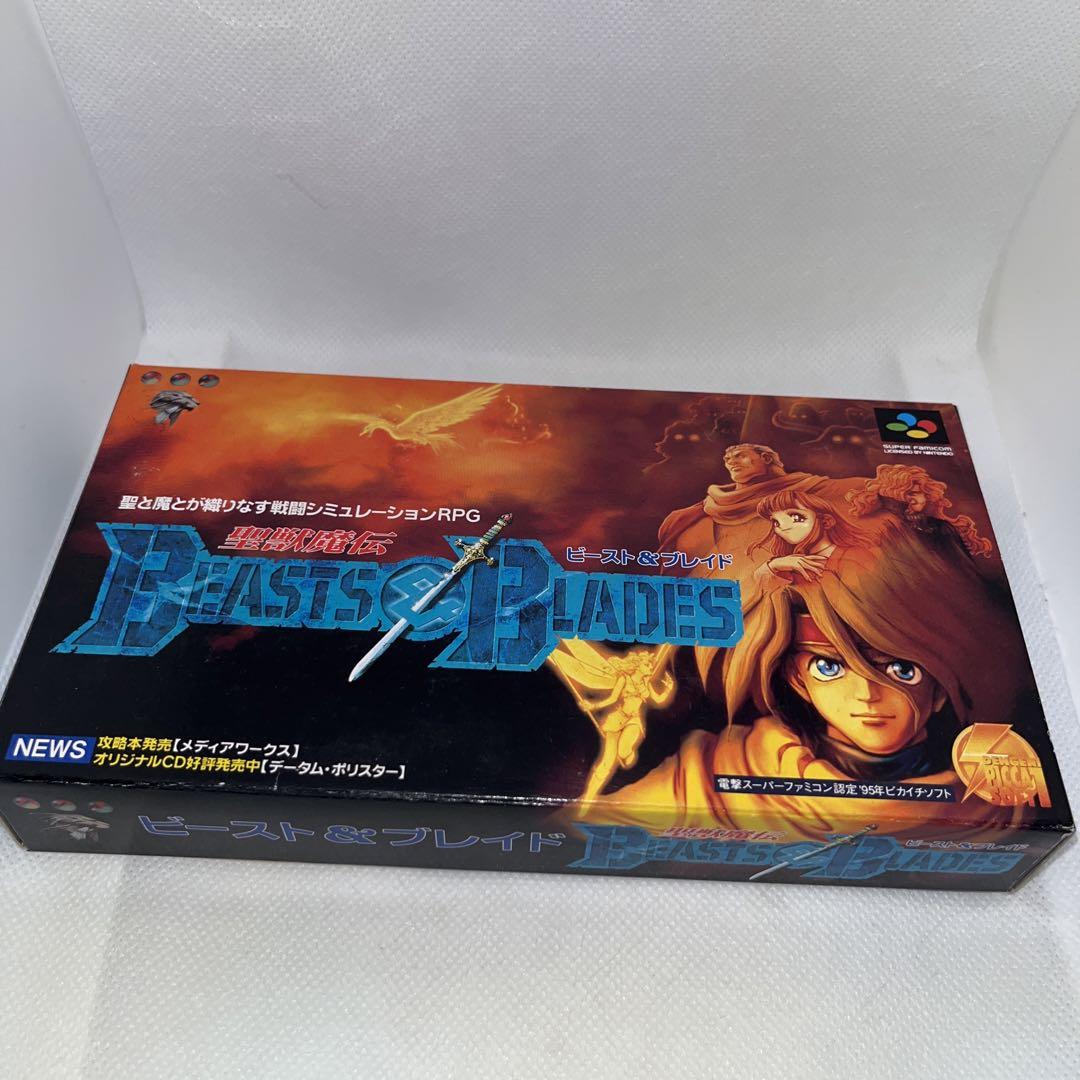 SUPER FAMICOM
LICENSED BY NINTENDO
聖と魔とが織りなす戦闘シミュレーションRPG
聖獣魔伝
ビースト&ブレイド
BEASTS & BLADES
NEWS
攻略本発売【メディアワークス】
オリジナルCD好評発売中【データム・ポリスター】
DENGEKI
PICCAT
SOFT
電撃スーパーファミコン認定'95年ピカイチソフト
ビースト&ブレイド
聖獣魔伝
ビースト&ブレイド
BEASTS & BLADES